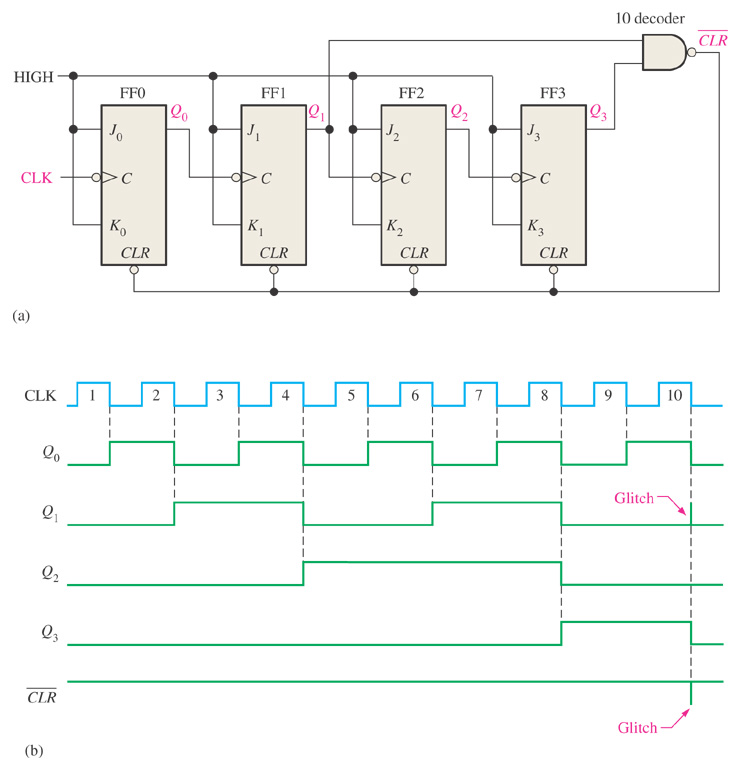 10 decoder
CLR
HIGH
FF0 FF1 FF2 FF3
Q0 Q1 Q2 Q3
J0 J1 J2 J3
CLK C C C C
K0 K1 K2 K3
CLR CLR CLR CLR
(a)
CLK 1 2 3 4 5 6 7 8 9 10
Q0
Glitch
Q1
Q2
Q3
CLR
Glitch
(b)